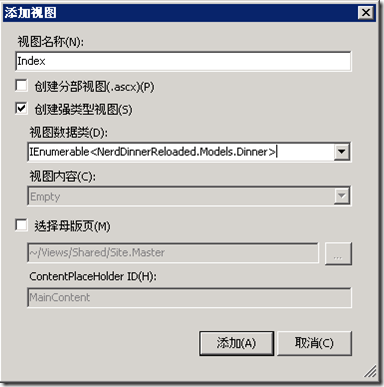 添加视图
视图名称(N):
Index
创建分部视图(.ascx)(P)
创建强类型视图(S)
视图数据类(D):
IEnumerable<NerdDinnerReloaded.Models.Dinner>
视图内容(C):
Empty
选择母版页(M)
~/Views/Shared/Site.Master
...
ContentPlaceHolder ID(H):
MainContent
添加(A) 取消(C)